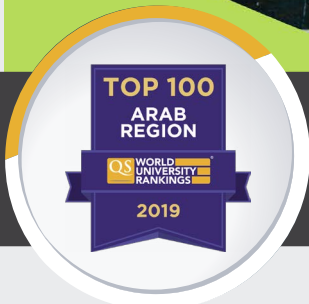 TOP 100
ARAB
REGION
QS WORLD
UNIVERSITY
RANKINGS®
2019